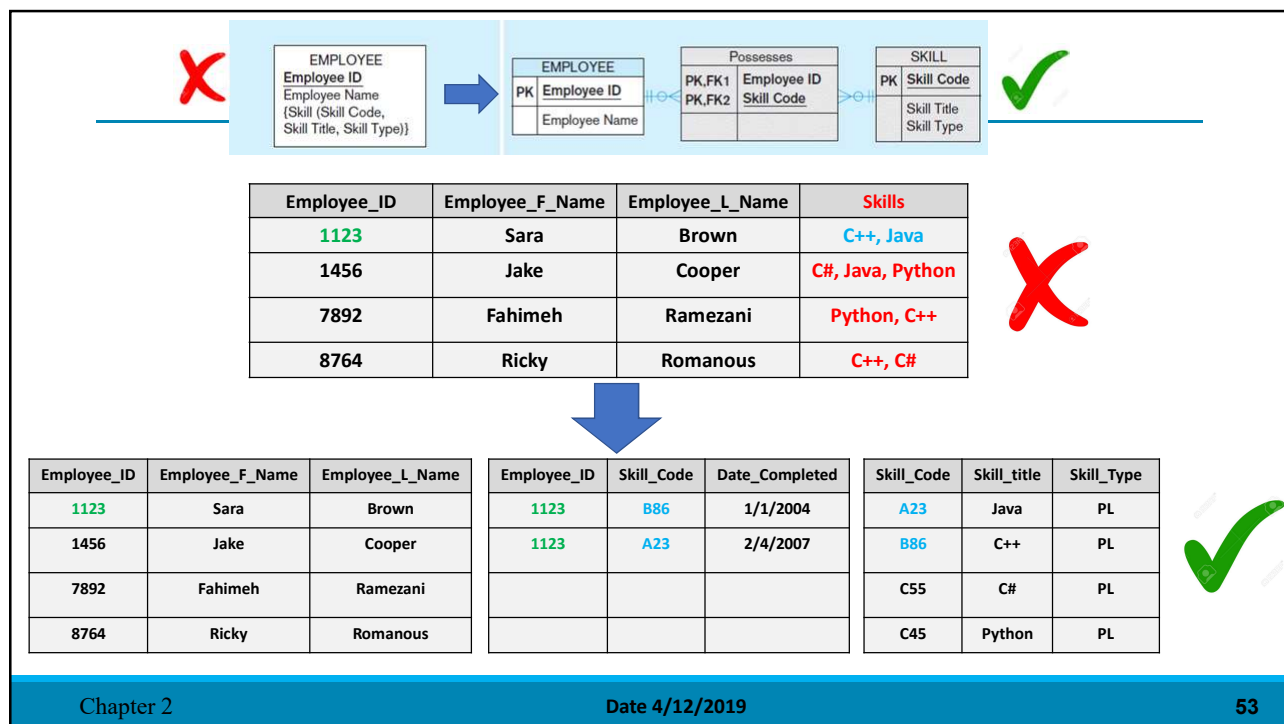 EMPLOYEE
Employee ID
Employee Name
{Skill (Skill Code,
Skill Title, Skill Type)}
EMPLOYEE
PK Employee ID
Employee Name
Possesses
PK,FK1 Employee ID
PK,FK2 Skill Code
SKILL
PK Skill Code
Skill Title
Skill Type
Employee_ID Employee_F_Name Employee_L_Name Skills
1123 Sara Brown C++, Java
1456 Jake Cooper C#, Java, Python
7892 Fahimeh Ramezani Python, C++
8764 Ricky Romanous C++, C#
Employee_ID Employee_F_Name Employee_L_Name
1123 Sara Brown
1456 Jake Cooper
7892 Fahimeh Ramezani
8764 Ricky Romanous
Employee_ID Skill_Code Date_Completed
1123 B86 1/1/2004
1123 A23 2/4/2007
Skill_Code Skill_title Skill_Type
A23 Java PL
B86 C++ PL
C55 C# PL
C45 Python PL
Chapter 2 Date 4/12/2019 53